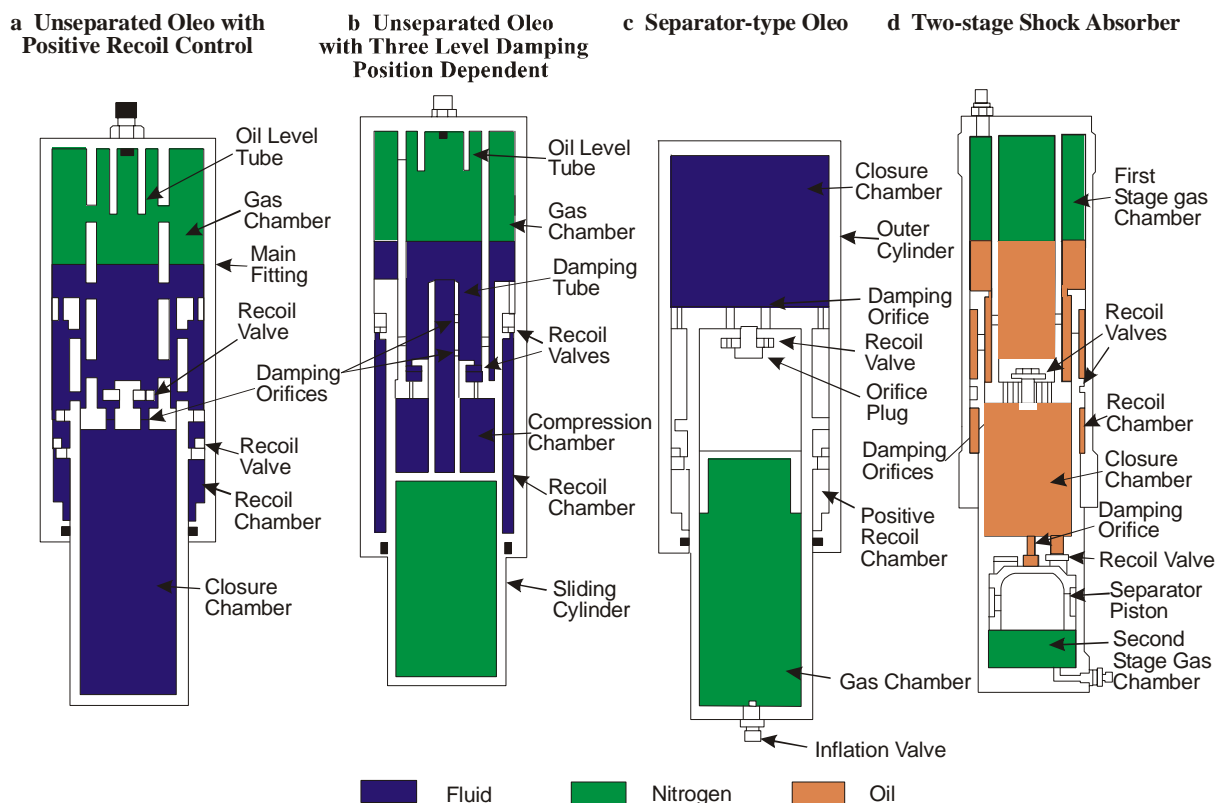 a Unseparated Oleo with
Positive Recoil Control
b Unseparated Oleo
with Three Level Damping
Position Dependent
c Separator-type Oleo
d Two-stage Shock Absorber
Oil Level
Tube
Gas
Chamber
Main
Fitting
Recoil
Valve
Damping
Orifices
Recoil
Valve
Recoil
Chamber
Closure
Chamber
Oil Level
Tube
Gas
Chamber
Damping
Tube
Recoil
Valves
Compression
Chamber
Recoil
Chamber
Sliding
Cylinder
Closure
Chamber
Outer
Cylinder
Damping
Orifice
Recoil
Valve
Orifice
Plug
Positive
Recoil
Chamber
Gas Chamber
Inflation Valve
First
Stage gas
Chamber
Recoil
Valves
Recoil
Chamber
Damping
Orifices
Closure
Chamber
Damping
Orifice
Recoil Valve
Separator
Piston
Second
Stage Gas
Chamber
Fluid
Nitrogen
Oil